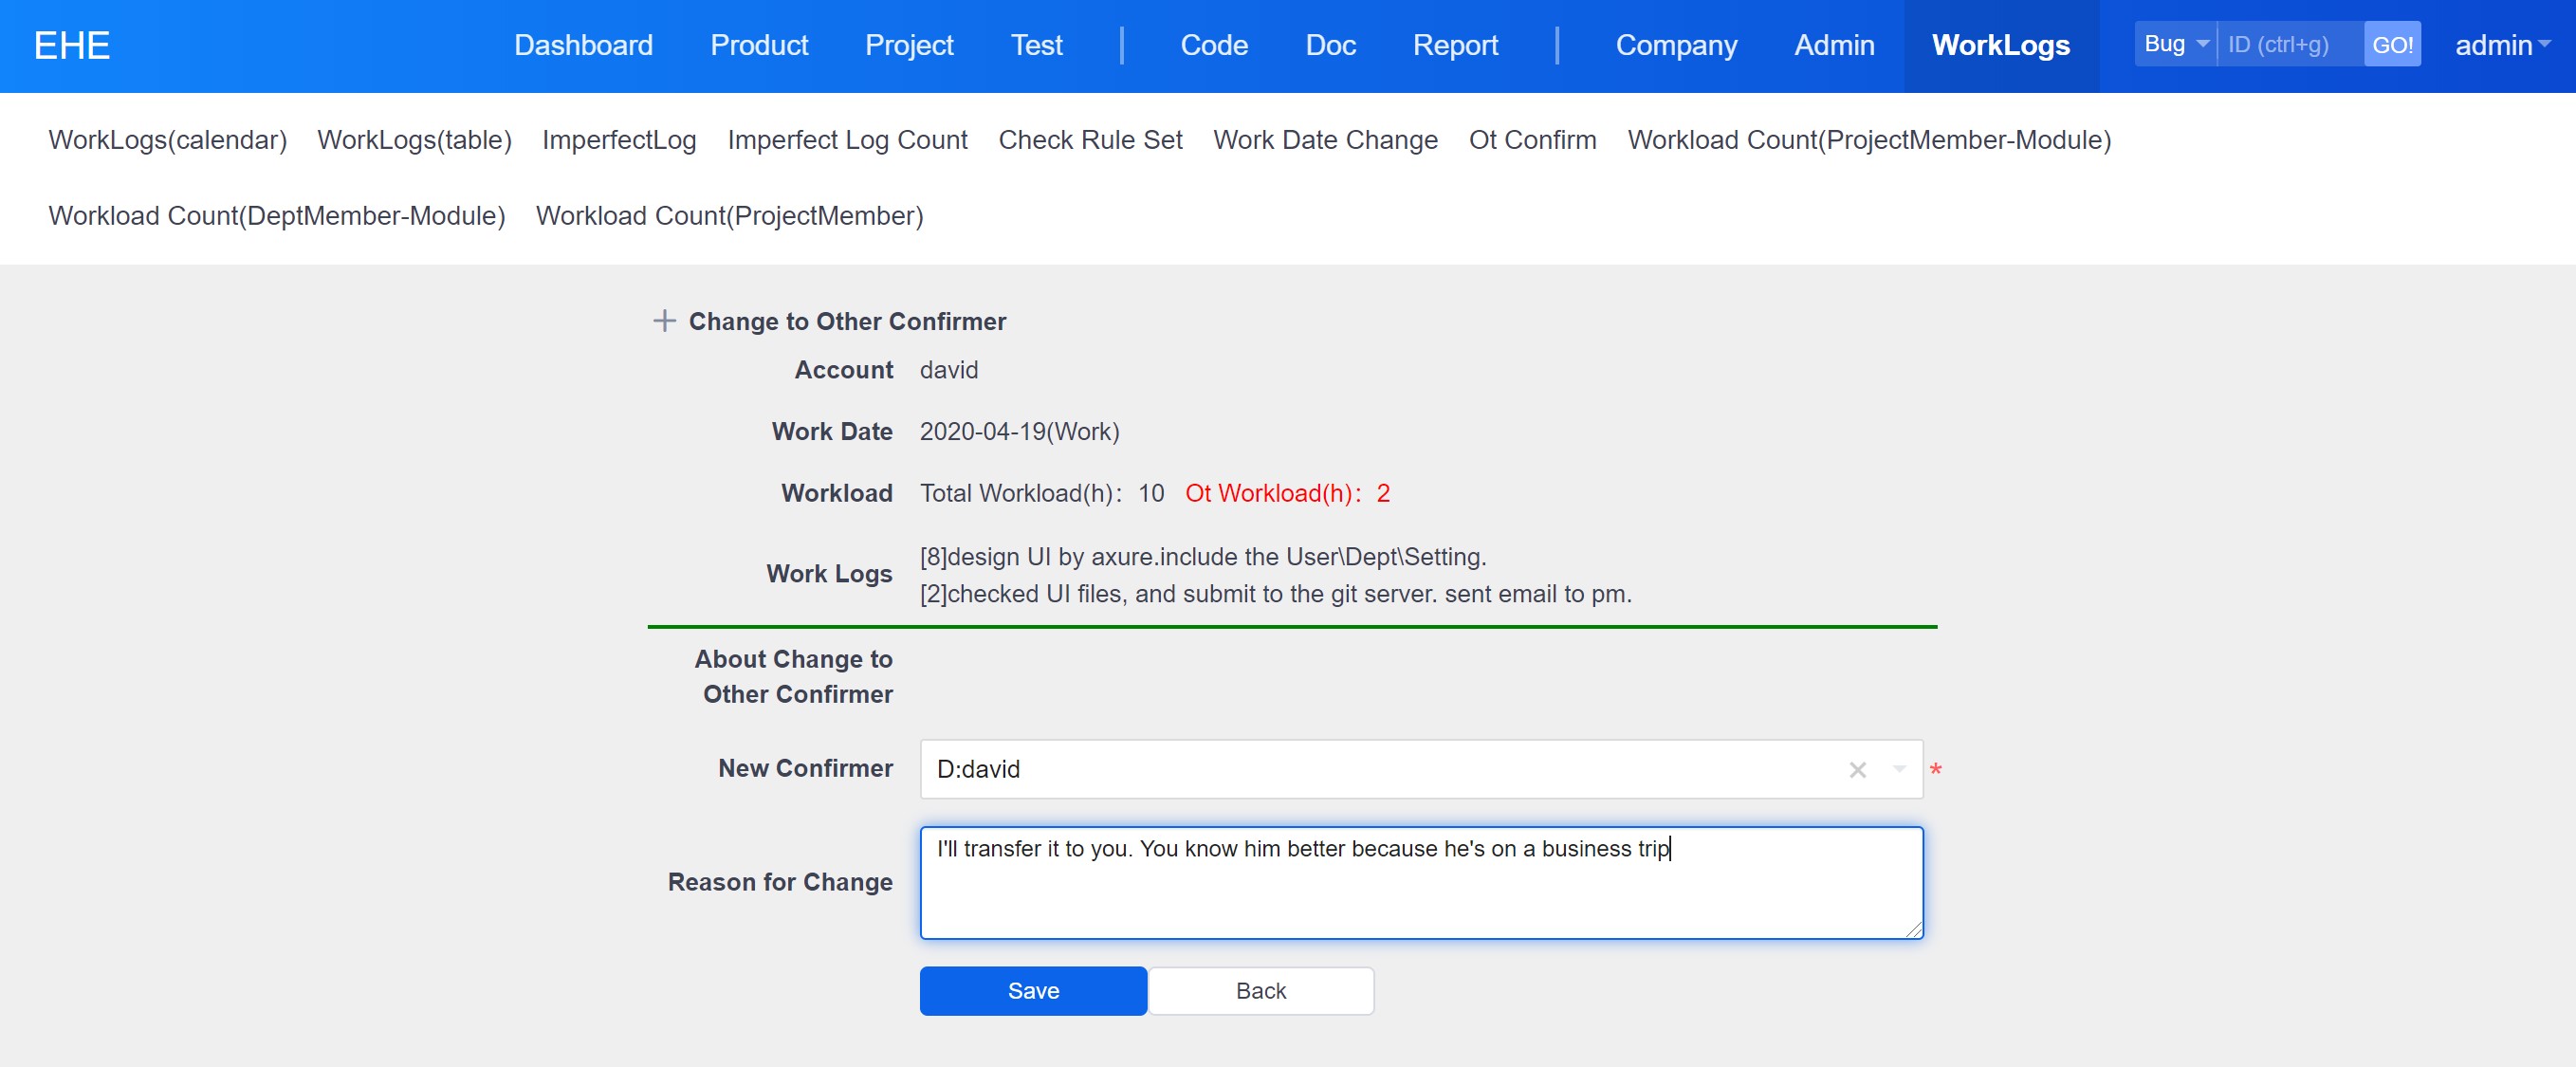 EHE Dashboard Product Project Test Code Doc Report Company Admin WorkLogs Bug ID (ctrl+g) GO! admin
WorkLogs(calendar) WorkLogs(table) ImperfectLog Imperfect Log Count Check Rule Set Work Date Change Ot Confirm Workload Count(ProjectMember-Module)
Workload Count(DeptMember-Module) Workload Count(ProjectMember)
Change to Other Confirmer
Account david
Work Date 2020-04-19(Work)
Workload Total Workload(h)： 10 Ot Workload(h)： 2
Work Logs
[8]design UI by axure.include the User\Dept\Setting.
[2]checked UI files, and submit to the git server. sent email to pm.
About Change to
Other Confirmer
New Confirmer D:david *
Reason for Change I'll transfer it to you. You know him better because he's on a business trip
Save Back